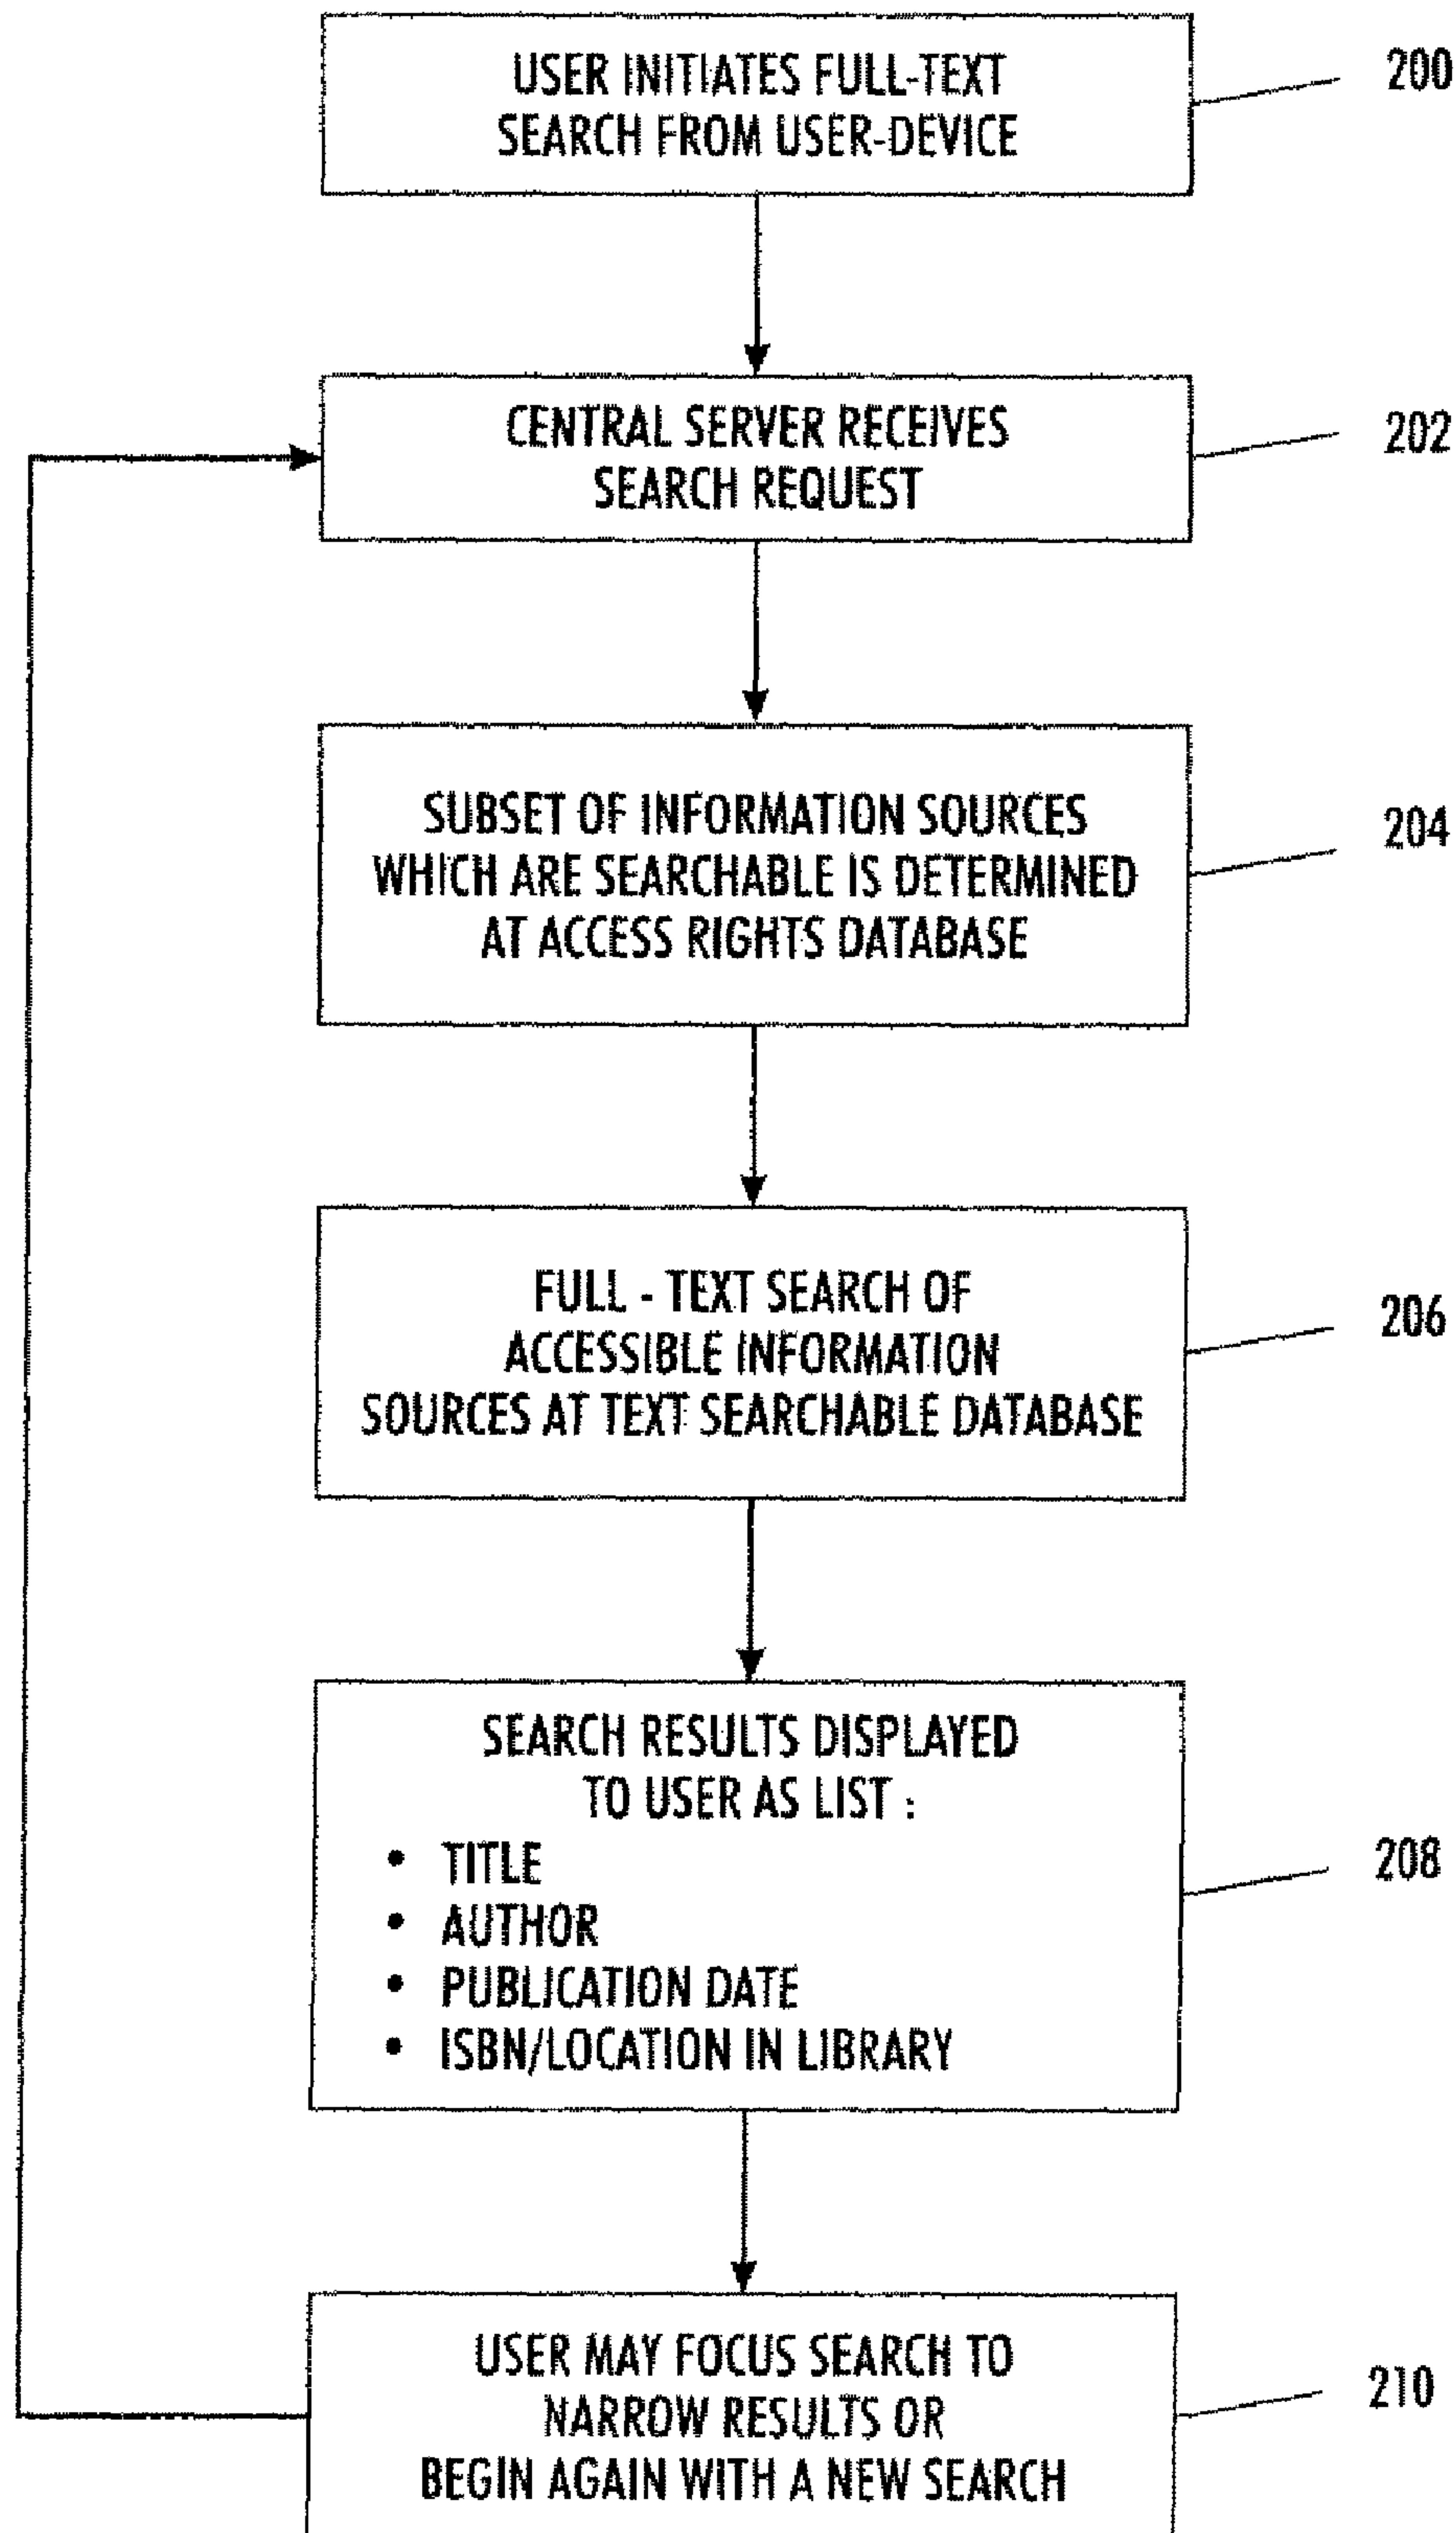 USER INITIATES FULL-TEXT
SEARCH FROM USER-DEVICE
200
CENTRAL SERVER RECEIVES
SEARCH REQUEST
202
SUBSET OF INFORMATION SOURCES
WHICH ARE SEARCHABLE IS DETERMINED
AT ACCESS RIGHTS DATABASE
204
FULL - TEXT SEARCH OF
ACCESSIBLE INFORMATION
SOURCES AT TEXT SEARCHABLE DATABASE
206
SEARCH RESULTS DISPLAYED
TO USER AS LIST :
• TITLE
• AUTHOR
• PUBLICATION DATE
• ISBN/LOCATION IN LIBRARY
208
USER MAY FOCUS SEARCH TO
NARROW RESULTS OR
BEGIN AGAIN WITH A NEW SEARCH
210